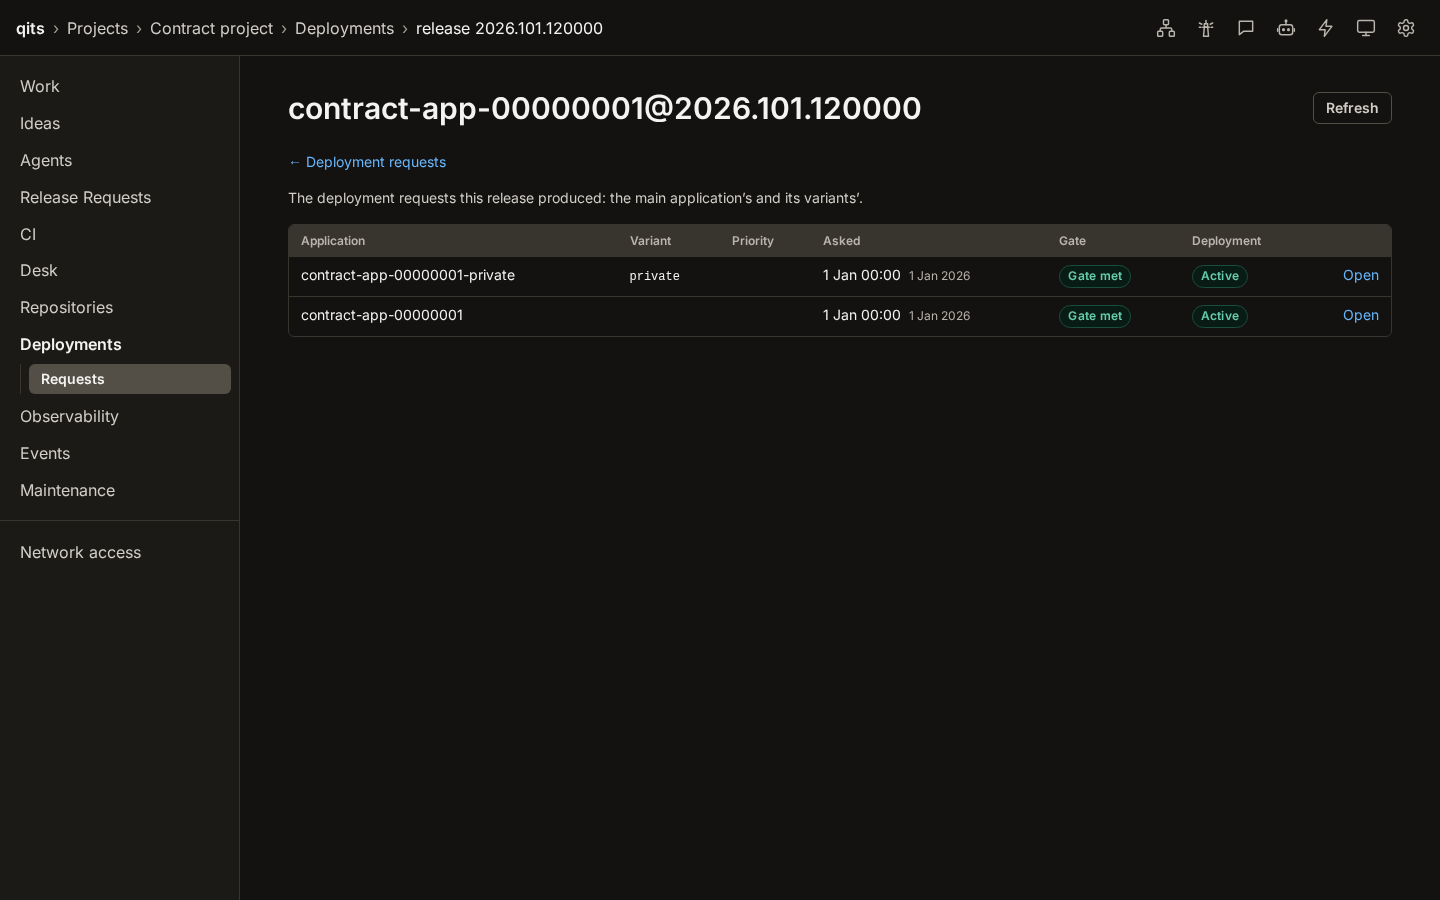 qits › Projects › Contract project › Deployments › release 2026.101.120000
Work
Ideas
Agents
Release Requests
CI
Desk
Repositories
Deployments
Requests
Observability
Events
Maintenance
Network access
contract-app-00000001@2026.101.120000
Refresh
← Deployment requests
The deployment requests this release produced: the main application’s and its variants’.
Application Variant Priority Asked Gate Deployment
contract-app-00000001-private private 1 Jan 00:00 1 Jan 2026 Gate met Active Open
contract-app-00000001 1 Jan 00:00 1 Jan 2026 Gate met Active Open